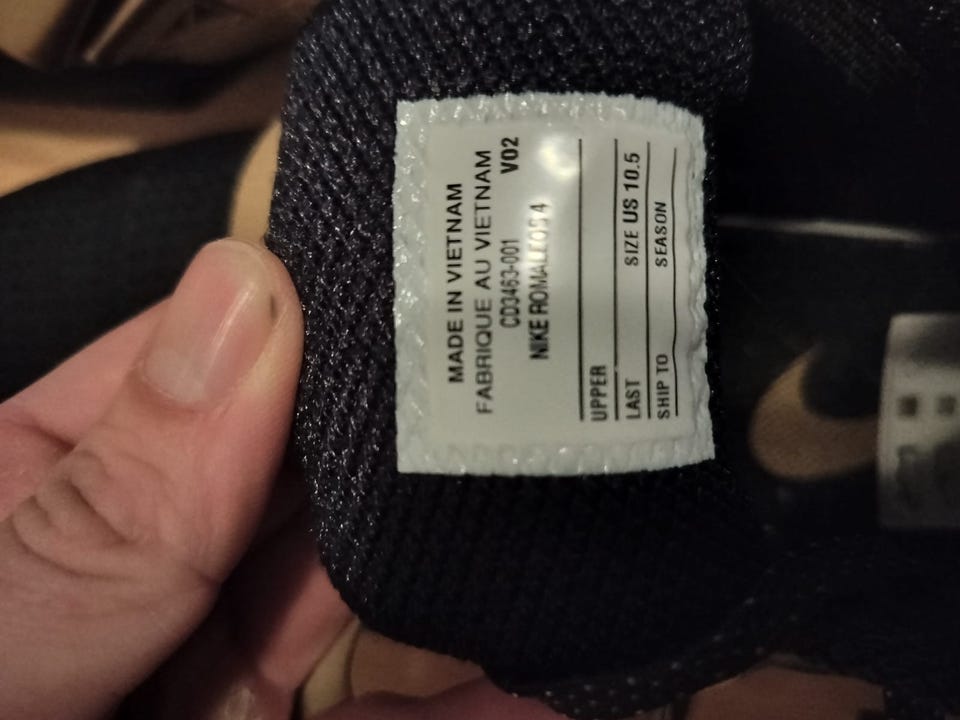 MADE IN VIETNAM
FABRIQUE AU VIETNAM
CD3463-001 V02
NIKE ROMALEOS 4
UPPER
LAST SIZE US 10.5
SHIP TO SEASON